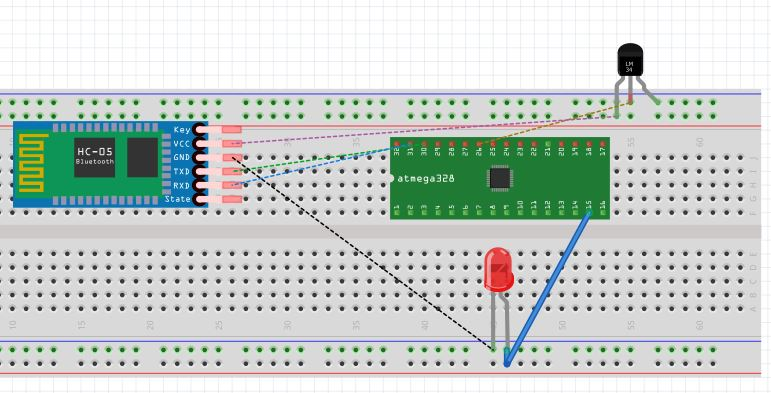 LM
34
Key
VCC
GND
TXD
RXD
State
HC-05
Bluetooth
32 31 30 29 28 27 26 25 24 23 22 21 20 19 18 17
atmega328
1 2 3 4 5 6 7 8 9 10 11 12 13 14 15 16
10 15 20 25 30 35 40 45 50 55 60